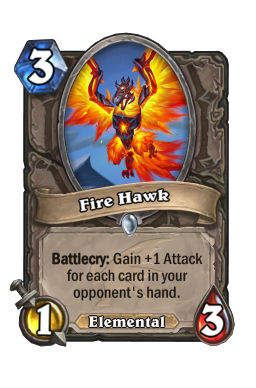 3
Fire Hawk
Battlecry: Gain +1 Attack
for each card in your
opponent's hand.
1
Elemental
3